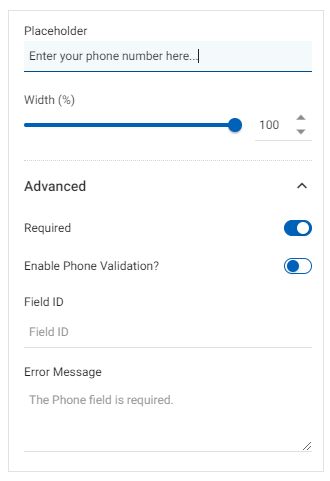 Placeholder
Enter your phone number here...
Width (%)
100
Advanced
Required
Enable Phone Validation?
Field ID
Field ID
Error Message
The Phone field is required.